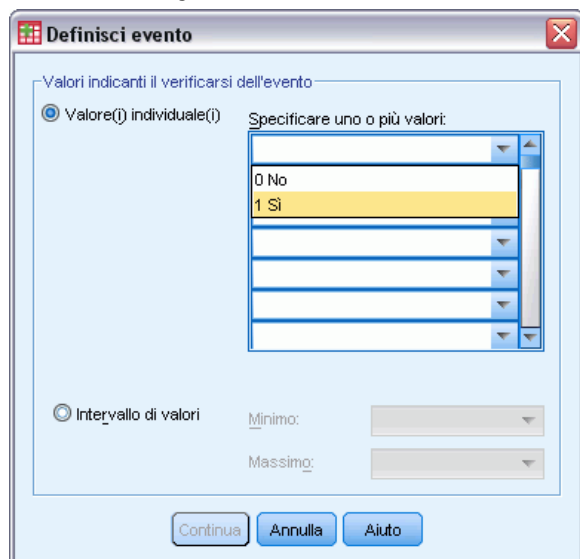 Definisci evento
Valori indicanti il verificarsi dell'evento
Valore(i) individuale(i)
Specificare uno o più valori:
0 No
1 Sì
Intervallo di valori
Minimo:
Massimo:
Continua Annulla Aiuto